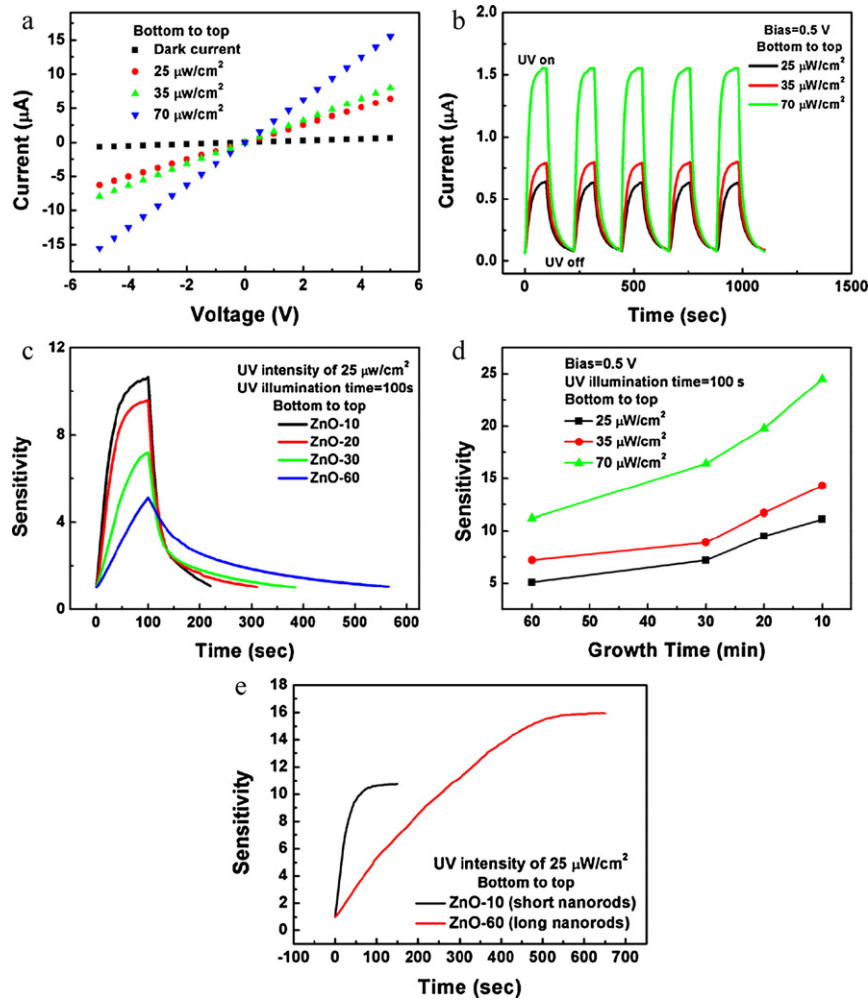 a
Bottom to top
Dark current
25 μw/cm²
35 μw/cm²
70 μw/cm²
15
10
5
0
-5
-10
-15
Current (μA)
-6
-4
-2
0
2
4
6
Voltage (V)
b
Bias=0.5 V
Bottom to top
25 μw/cm²
35 μw/cm²
70 μw/cm²
UV on
UV off
2.0
1.5
1.0
0.5
0.0
Current (μA)
0
500
1000
1500
Time (sec)
c
UV intensity of 25 μw/cm²
UV illumination time=100s
Bottom to top
ZnO-10
ZnO-20
ZnO-30
ZnO-60
12
8
4
0
Sensitivity
0
100
200
300
400
500
600
Time (sec)
d
Bias=0.5 V
UV illumination time=100 s
Bottom to top
25 μW/cm²
35 μW/cm²
70 μW/cm²
25
20
15
10
5
Sensitivity
60
50
40
30
20
10
Growth Time (min)
e
18
16
14
12
10
8
6
4
2
0
Sensitivity
UV intensity of 25 μW/cm²
Bottom to top
ZnO-10 (short nanorods)
ZnO-60 (long nanorods)
-100
0
100
200
300
400
500
600
700
Time (sec)